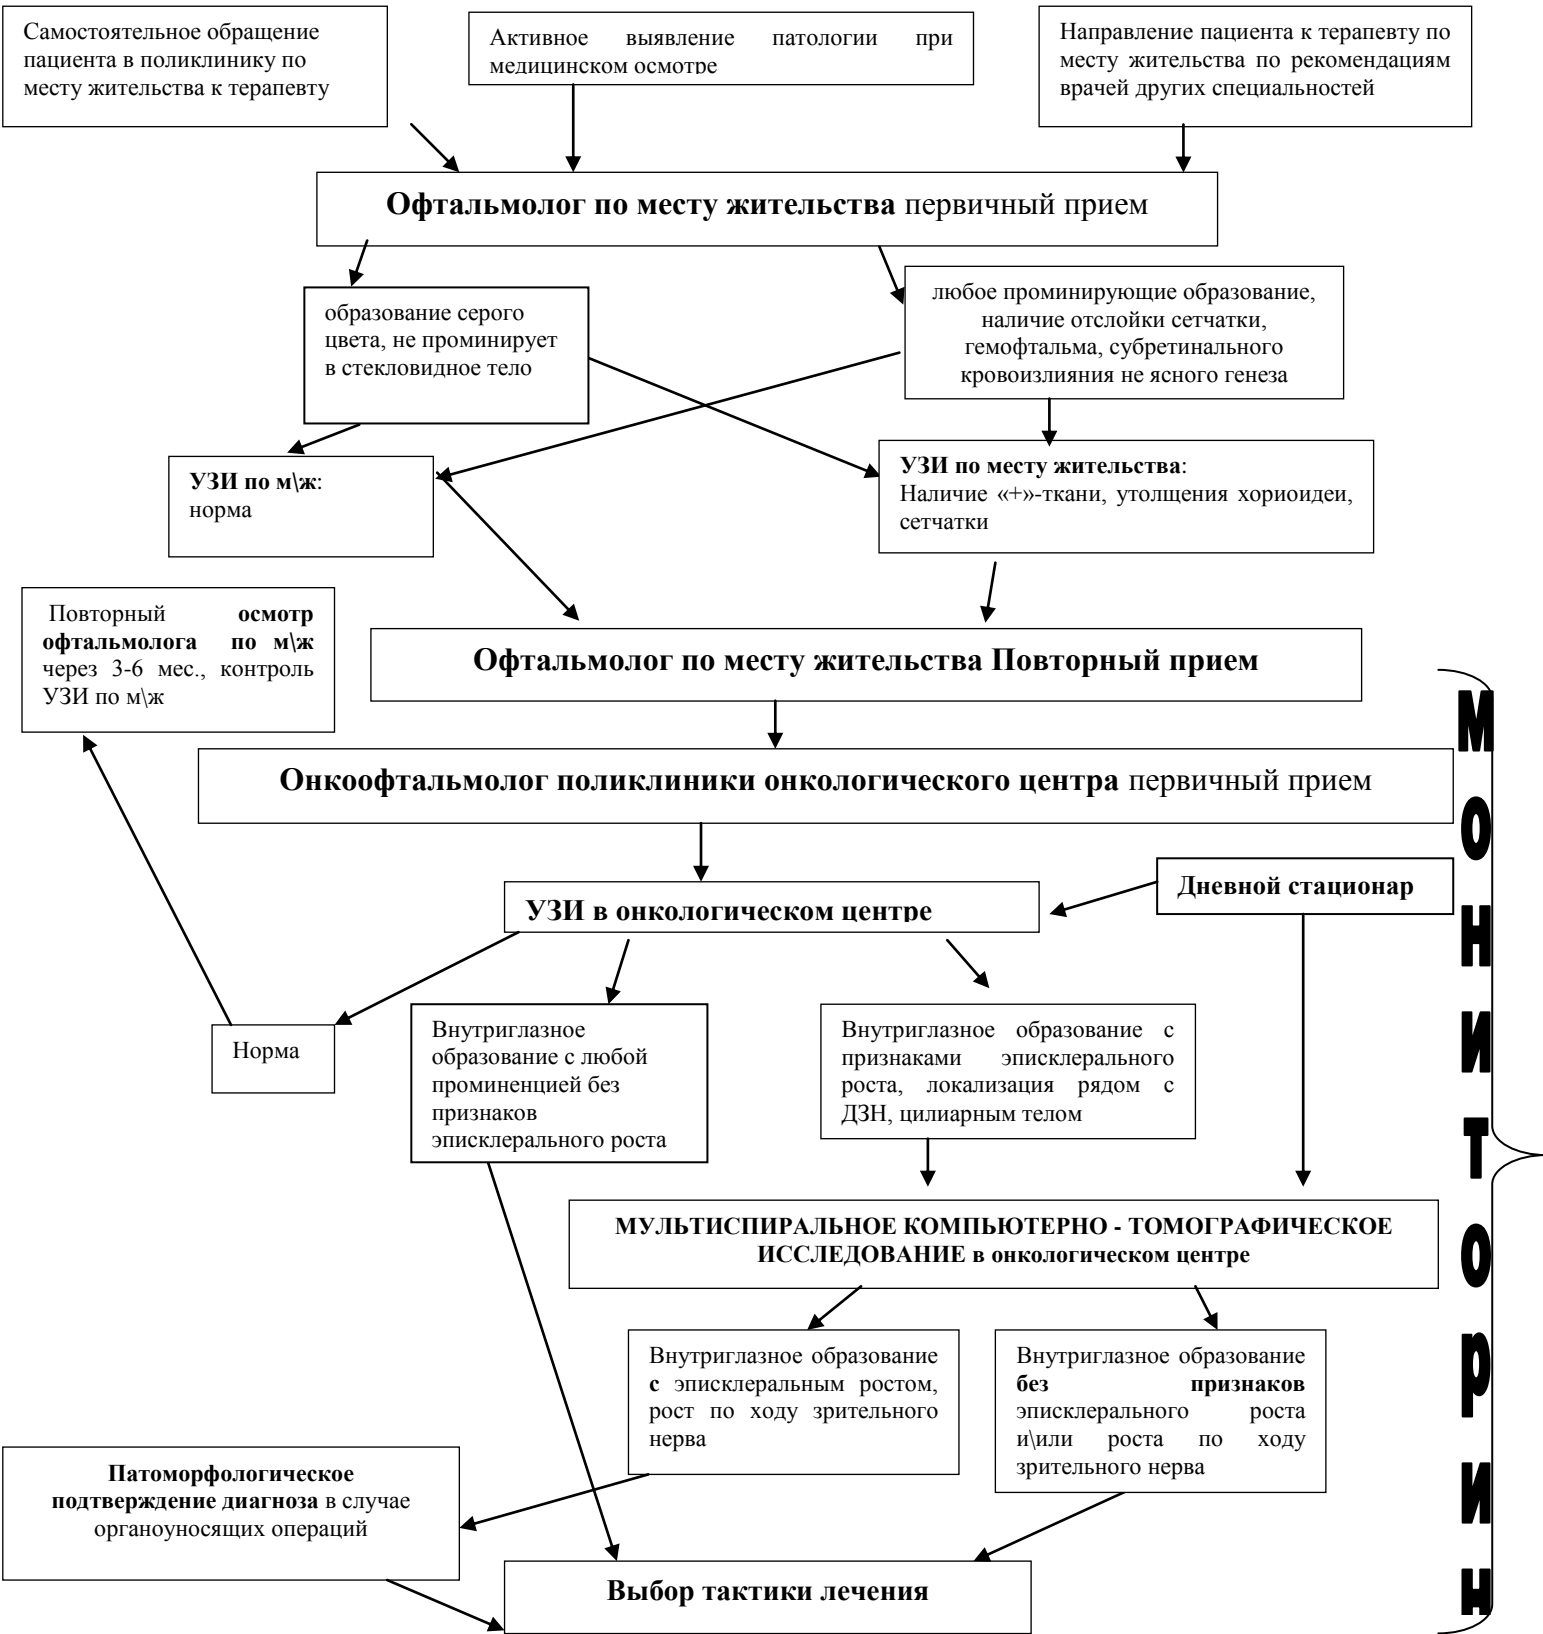 Самостоятельное обращение
пациента в поликлинику по
месту жительства к терапевту
Активное выявление патологии при
медицинском осмотре
Направление пациента к терапевту по
месту жительства по рекомендациям
врачей других специальностей
Офтальмолог по месту жительства первичный прием
образование серого
цвета, не проминирует
в стекловидное тело
любое проминирующие образование,
наличие отслойки сетчатки,
гемофтальма, субретинального
кровоизлияния не ясного генеза
УЗИ по м\ж:
норма
УЗИ по месту жительства:
Наличие «+»-ткани, утолщения хориоидеи,
сетчатки
Повторный осмотр
офтальмолога по м\ж
через 3-6 мес., контроль
УЗИ по м\ж
Офтальмолог по месту жительства Повторный прием
Онкоофтальмолог поликлиники онкологического центра первичный прием
УЗИ в онкологическом центре
Дневной стационар
Норма
Внутриглазное
образование с любой
проминенцией без
признаков
эписклерального роста
Внутриглазное образование с
признаками эписклерального
роста, локализация рядом с
ДЗН, цилиарным телом
МУЛЬТИСПИРАЛЬНОЕ КОМПЬЮТЕРНО - ТОМОГРАФИЧЕСКОЕ
ИССЛЕДОВАНИЕ в онкологическом центре
Внутриглазное образование
с эписклеральным ростом,
рост по ходу зрительного
нерва
Внутриглазное образование
без признаков
эписклерального роста
и\или роста по ходу
зрительного нерва
Патоморфологическое
подтверждение диагноза в случае
органоуносящих операций
Выбор тактики лечения
М
О
Н
И
Т
О
Р
И
Н